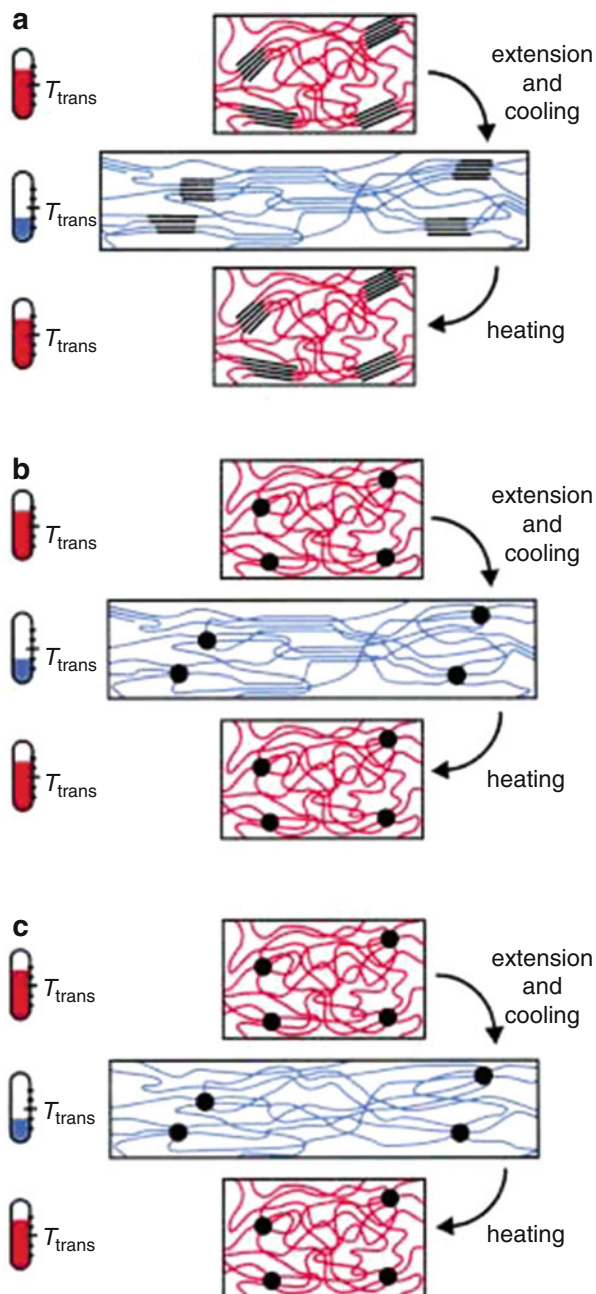 a
T_trans
extension
and
cooling
T_trans
T_trans
heating
b
T_trans
extension
and
cooling
T_trans
T_trans
heating
c
T_trans
extension
and
cooling
T_trans
T_trans
heating